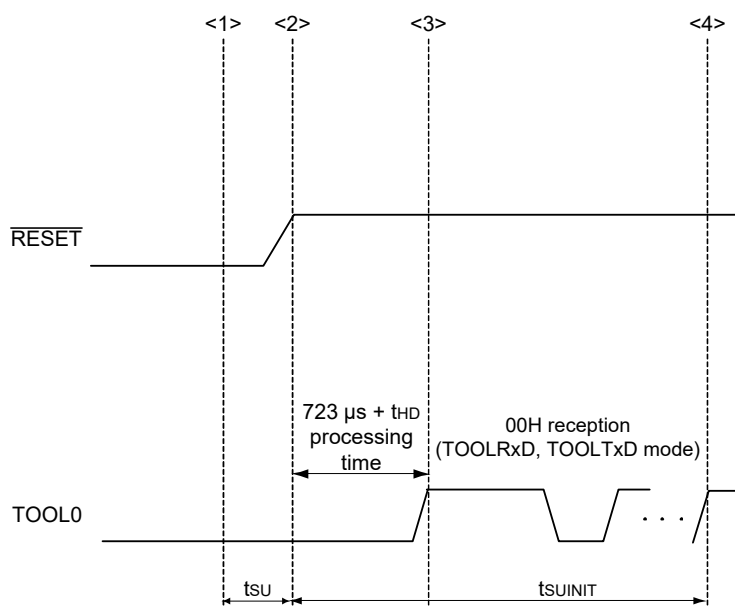 <1> <2> <3> <4>
RESET
723 µs + tHD
processing
time
00H reception
(TOOLRxD, TOOLTxD mode)
TOOL0
. . .
tSU
tSUINIT